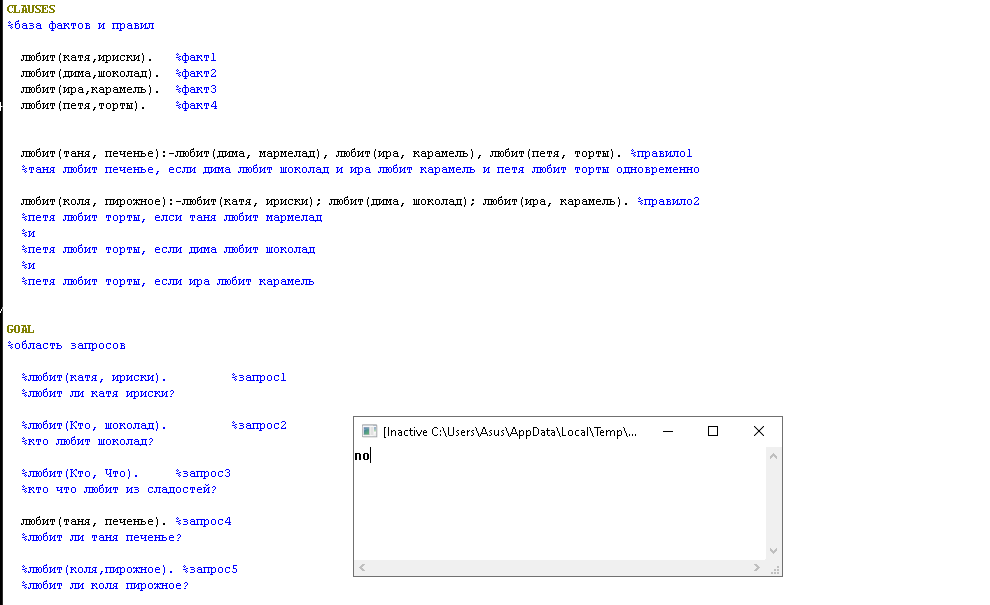 CLAUSES
%база фактов и правил
любит(катя,ириски). %факт1
любит(дима,шоколад). %факт2
любит(ира,карамель). %факт3
любит(петя,торты). %факт4
любит(таня, печенье):-любит(дима, мармелад), любит(ира, карамель), любит(петя, торты). %правило1
%таня любит печенье, если дима любит шоколад и ира любит карамель и петя любит торты одновременно
любит(коля, пирожное):-любит(катя, ириски); любит(дима, шоколад); любит(ира, карамель). %правило2
%петя любит торты, елси таня любит мармелад
%и
%петя любит торты, если дима любит шоколад
%и
%петя любит торты, если ира любит карамель
GOAL
%область запросов
%любит(катя, ириски). %запрос1
%любит ли катя ириски?
%любит(Кто, шоколад). %запрос2
%кто любит шоколад?
%любит(Кто, Что). %запрос3
%кто что любит из сладостей?
любит(таня, печенье). %запрос4
%любит ли таня печенье?
%любит(коля,пирожное). %запрос5
%любит ли коля пирожное?
[Inactive C:\Users\Asus\AppData\Local\Temp\...
no